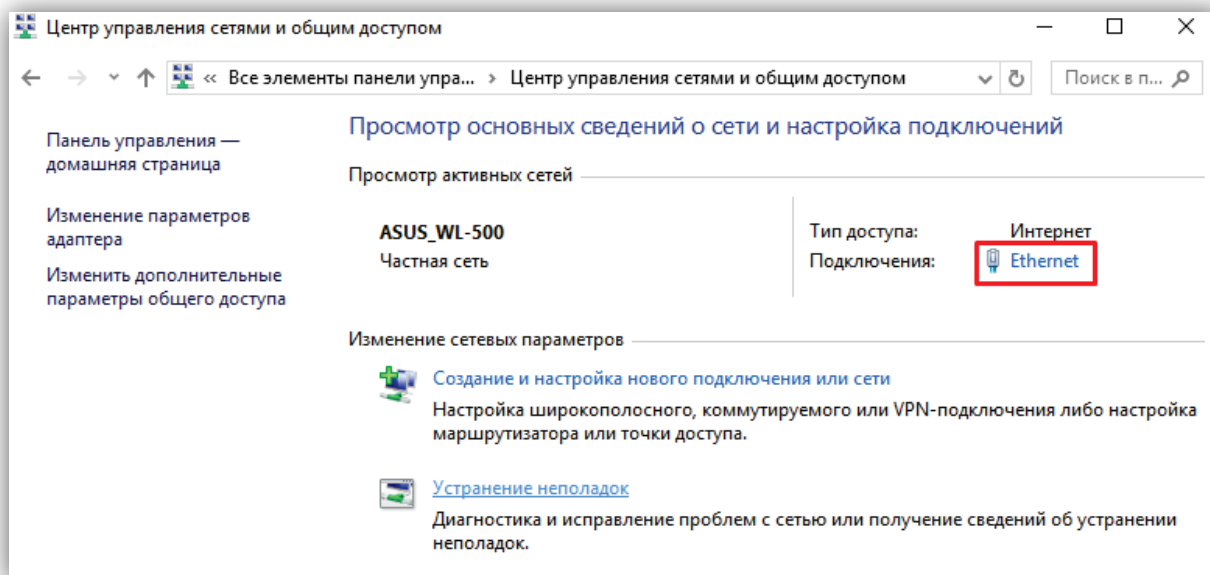 Центр управления сетями и общим доступом
« Все элементы панели упра... › Центр управления сетями и общим доступом
Поиск в п...
Панель управления —
домашняя страница
Изменение параметров
адаптера
Изменить дополнительные
параметры общего доступа
Просмотр основных сведений о сети и настройка подключений
Просмотр активных сетей
ASUS_WL-500
Частная сеть
Тип доступа: Интернет
Подключения: Ethernet
Изменение сетевых параметров
Создание и настройка нового подключения или сети
Настройка широкополосного, коммутируемого или VPN-подключения либо настройка
маршрутизатора или точки доступа.
Устранение неполадок
Диагностика и исправление проблем с сетью или получение сведений об устранении
неполадок.